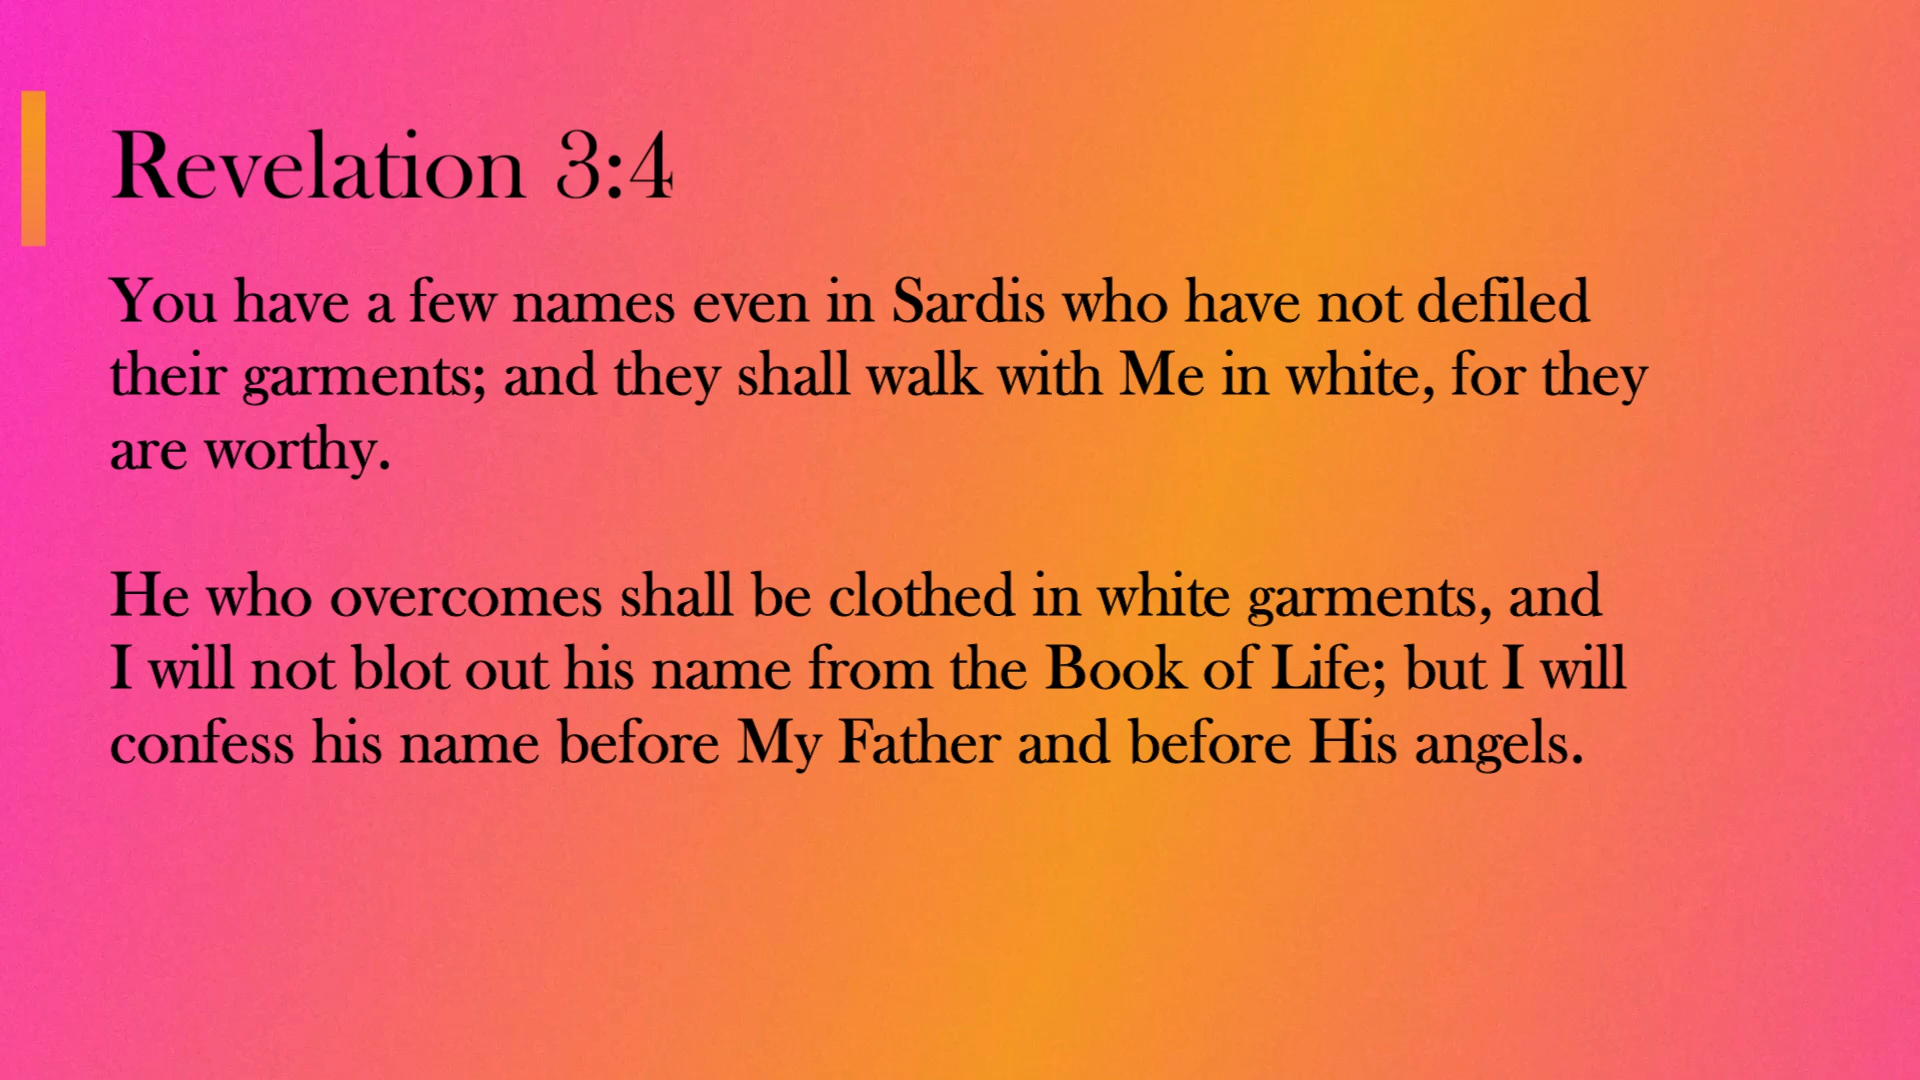 Revelation 3:4
You have a few names even in Sardis who have not defiled
their garments; and they shall walk with Me in white, for they
are worthy.
He who overcomes shall be clothed in white garments, and
I will not blot out his name from the Book of Life; but I will
confess his name before My Father and before His angels.